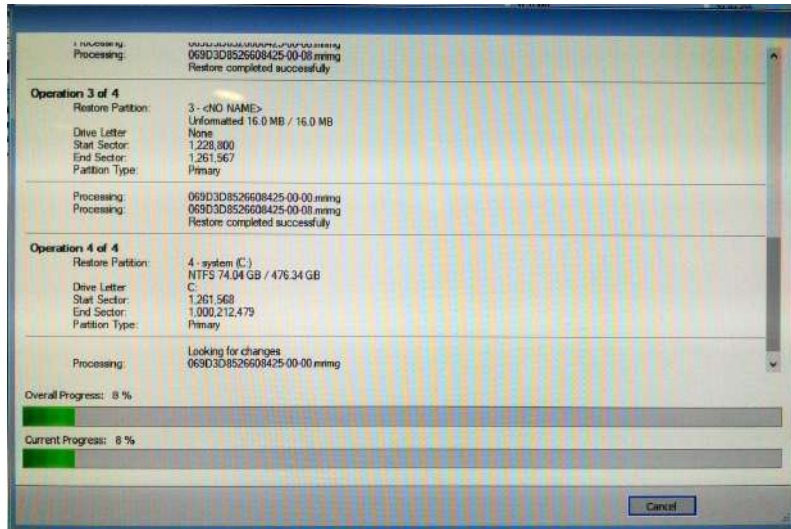 Processing: 069D3D8526608425-00-08.mrimg
Restore completed successfully
Operation 3 of 4
Restore Partition: 3 - <NO NAME>
Unformatted 16.0 MB / 16.0 MB
Drive Letter None
Start Sector: 1,228,800
End Sector: 1,261,567
Partition Type: Primary
Processing: 069D3D8526608425-00-00.mrimg
Processing: 069D3D8526608425-00-08.mrimg
Restore completed successfully
Operation 4 of 4
Restore Partition: 4 - system (C:)
NTFS 74.04 GB / 476.34 GB
Drive Letter C:
Start Sector: 1,261,568
End Sector: 1,000,212,479
Partition Type: Primary
Looking for changes
Processing: 069D3D8526608425-00-00.mrimg
Overall Progress: 8 %
Current Progress: 8 %
Cancel